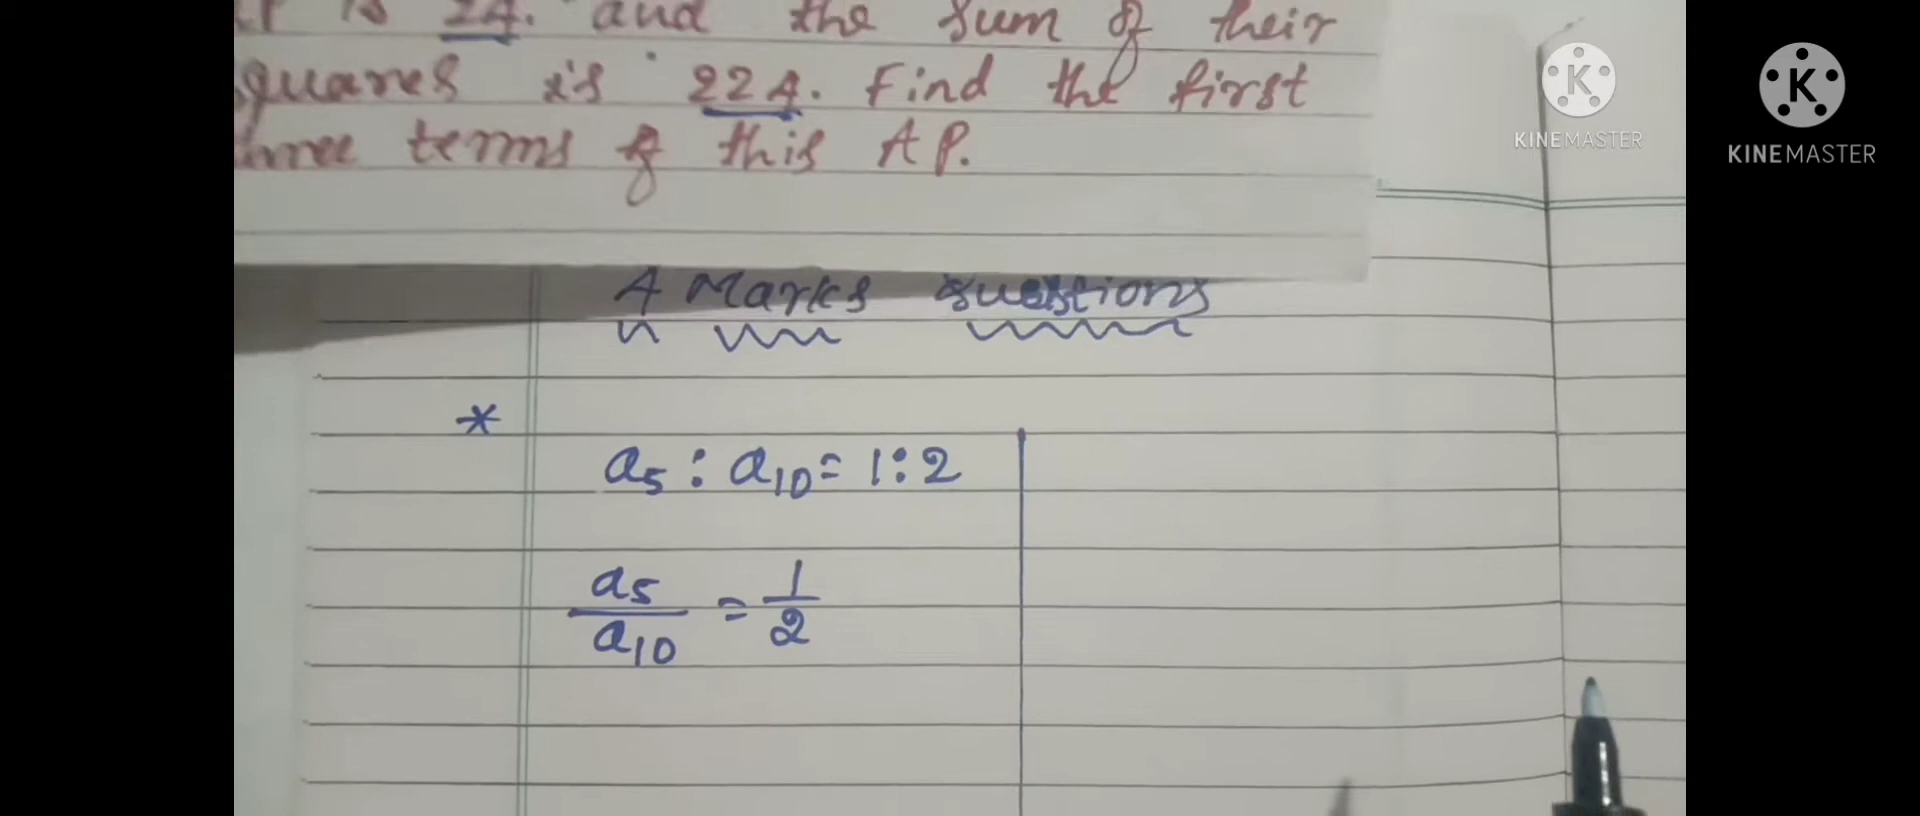 AP is 24. and the sum of their
squares is 224. Find the first
three terms of this AP.
KINEMASTER
KINEMASTER
4 Marks questions
*
a₅ : a₁₀ = 1:2
a₅/a₁₀ = 1/2